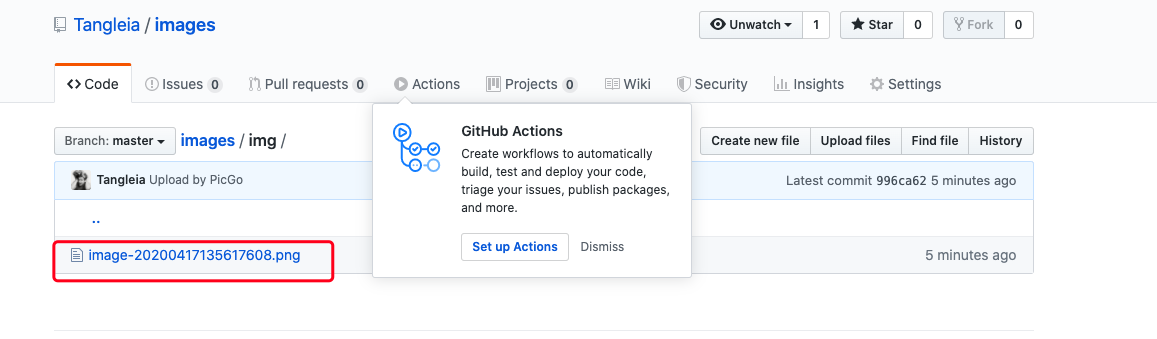 Tangleia / images
Unwatch 1 Star 0 Fork 0
Code Issues 0 Pull requests 0 Actions Projects 0 Wiki Security Insights Settings
Branch: master images / img /
Create new file Upload files Find file History
GitHub Actions
Create workflows to automatically
build, test and deploy your code,
triage your issues, publish packages,
and more.
Set up Actions Dismiss
Tangleia Upload by PicGo
Latest commit 996ca62 5 minutes ago
..
image-20200417135617608.png
5 minutes ago